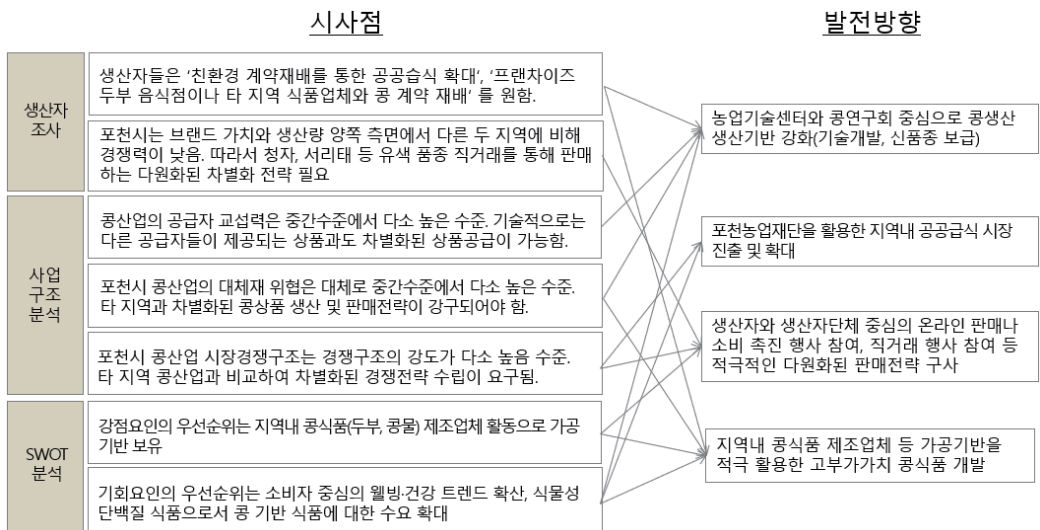 시사점
발전방향
생산자
조사
생산자들은 ‘친환경 계약재배를 통한 공공습식 확대’, ‘프랜차이즈
두부 음식점이나 타 지역 식품업체와 콩 계약 재배’ 를 원함.
포천시는 브랜드 가치와 생산량 양쪽 측면에서 다른 두 지역에 비해
경쟁력이 낮음. 따라서 청자, 서리태 등 유색 품종 직거래를 통해 판매
하는 다원화된 차별화 전략 필요
사업
구조
분석
콩산업의 공급자 교섭력은 중간수준에서 다소 높은 수준. 기술적으로는
다른 공급자들이 제공되는 상품과도 차별화된 상품공급이 가능함.
포천시 콩산업의 대체재 위협은 대체로 중간수준에서 다소 높은 수준.
타 지역과 차별화된 콩상품 생산 및 판매전략이 강구되어야 함.
포천시 콩산업 시장경쟁구조는 경쟁구조의 강도가 다소 높음 수준.
타 지역 콩산업과 비교하여 차별화된 경쟁전략 수립이 요구됨.
SWOT
분석
강점요인의 우선순위는 지역내 콩식품(두부, 콩물) 제조업체 활동으로 가공
기반 보유
기회요인의 우선순위는 소비자 중심의 웰빙·건강 트렌드 확산, 식물성
단백질 식품으로서 콩 기반 식품에 대한 수요 확대
농업기술센터와 콩연구회 중심으로 콩생산
생산기반 강화(기술개발, 신품종 보급)
포천농업재단을 활용한 지역내 공공급식 시장
진출 및 확대
생산자와 생산자단체 중심의 온라인 판매나
소비 촉진 행사 참여, 직거래 행사 참여 등
적극적인 다원화된 판매전략 구사
지역내 콩식품 제조업체 등 가공기반을
적극 활용한 고부가가치 콩식품 개발